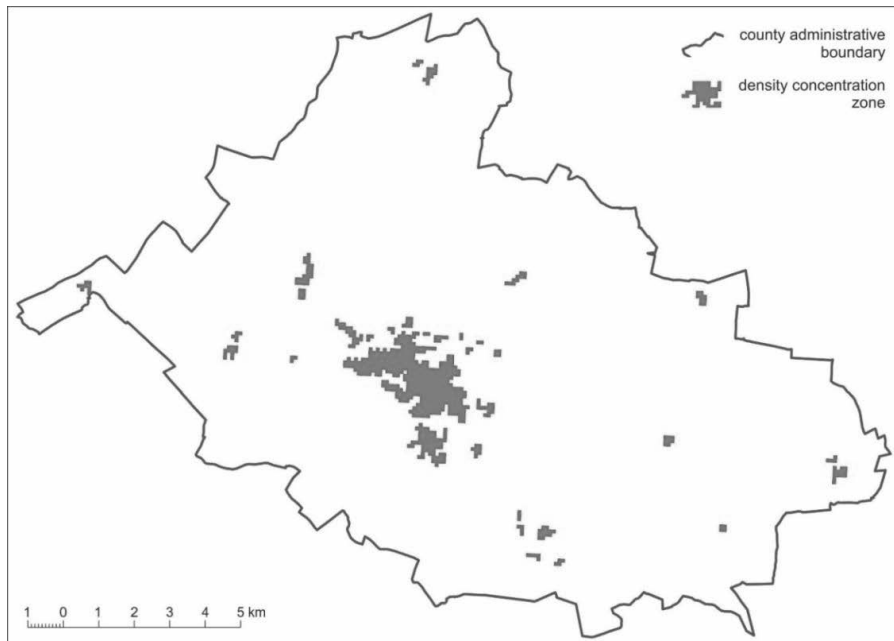 county administrative
boundary
density concentration
zone
1 0 1 2 3 4 5 km